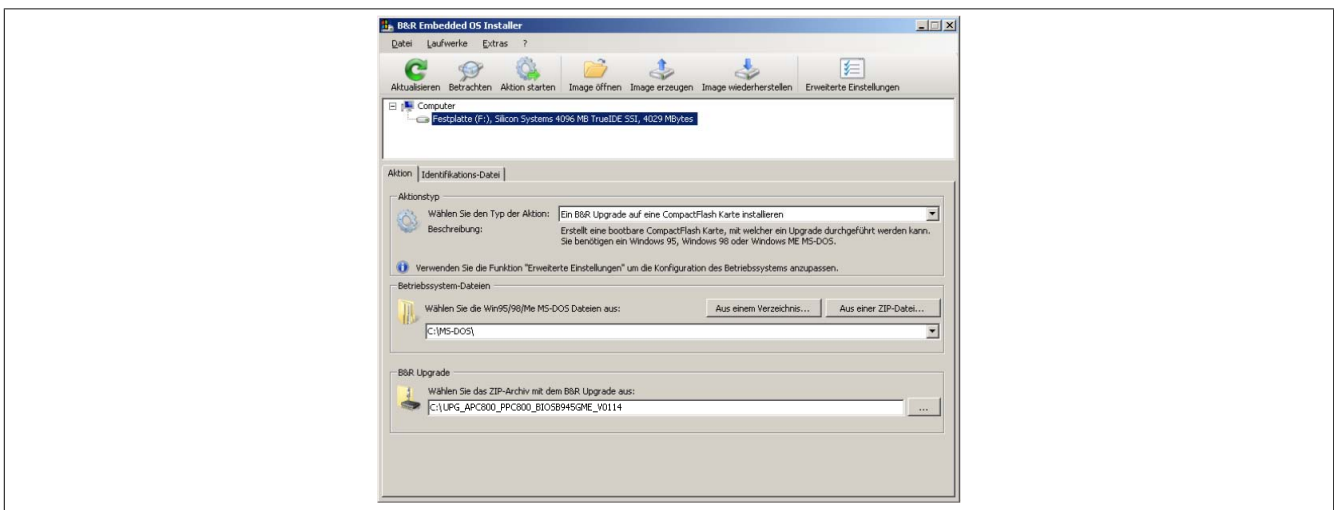 B&R Embedded OS Installer
Datei Laufwerke Extras ?
Aktualisieren Betrachten Aktion starten Image öffnen Image erzeugen Image wiederherstellen Erweiterte Einstellungen
Computer
Festplatte (F:), Silicon Systems 4096 MB TrueIDE SSI, 4029 MBytes
Aktion Identifikations-Datei
Aktionstyp
Wählen Sie den Typ der Aktion: Ein B&R Upgrade auf eine CompactFlash Karte installieren
Beschreibung: Erstellt eine bootbare CompactFlash Karte, mit welcher ein Upgrade durchgeführt werden kann.
Sie benötigen ein Windows 95, Windows 98 oder Windows ME MS-DOS.
Verwenden Sie die Funktion "Erweiterte Einstellungen" um die Konfiguration des Betriebssystems anzupassen.
Betriebssystem-Dateien
Wählen Sie die Win95/98/Me MS-DOS Dateien aus: Aus einem Verzeichnis... Aus einer ZIP-Datei...
C:\MS-DOS\
B&R Upgrade
Wählen Sie das ZIP-Archiv mit dem B&R Upgrade aus:
C:\UPG_APC800_PPC800_BIOSB945GME_V0114 ...